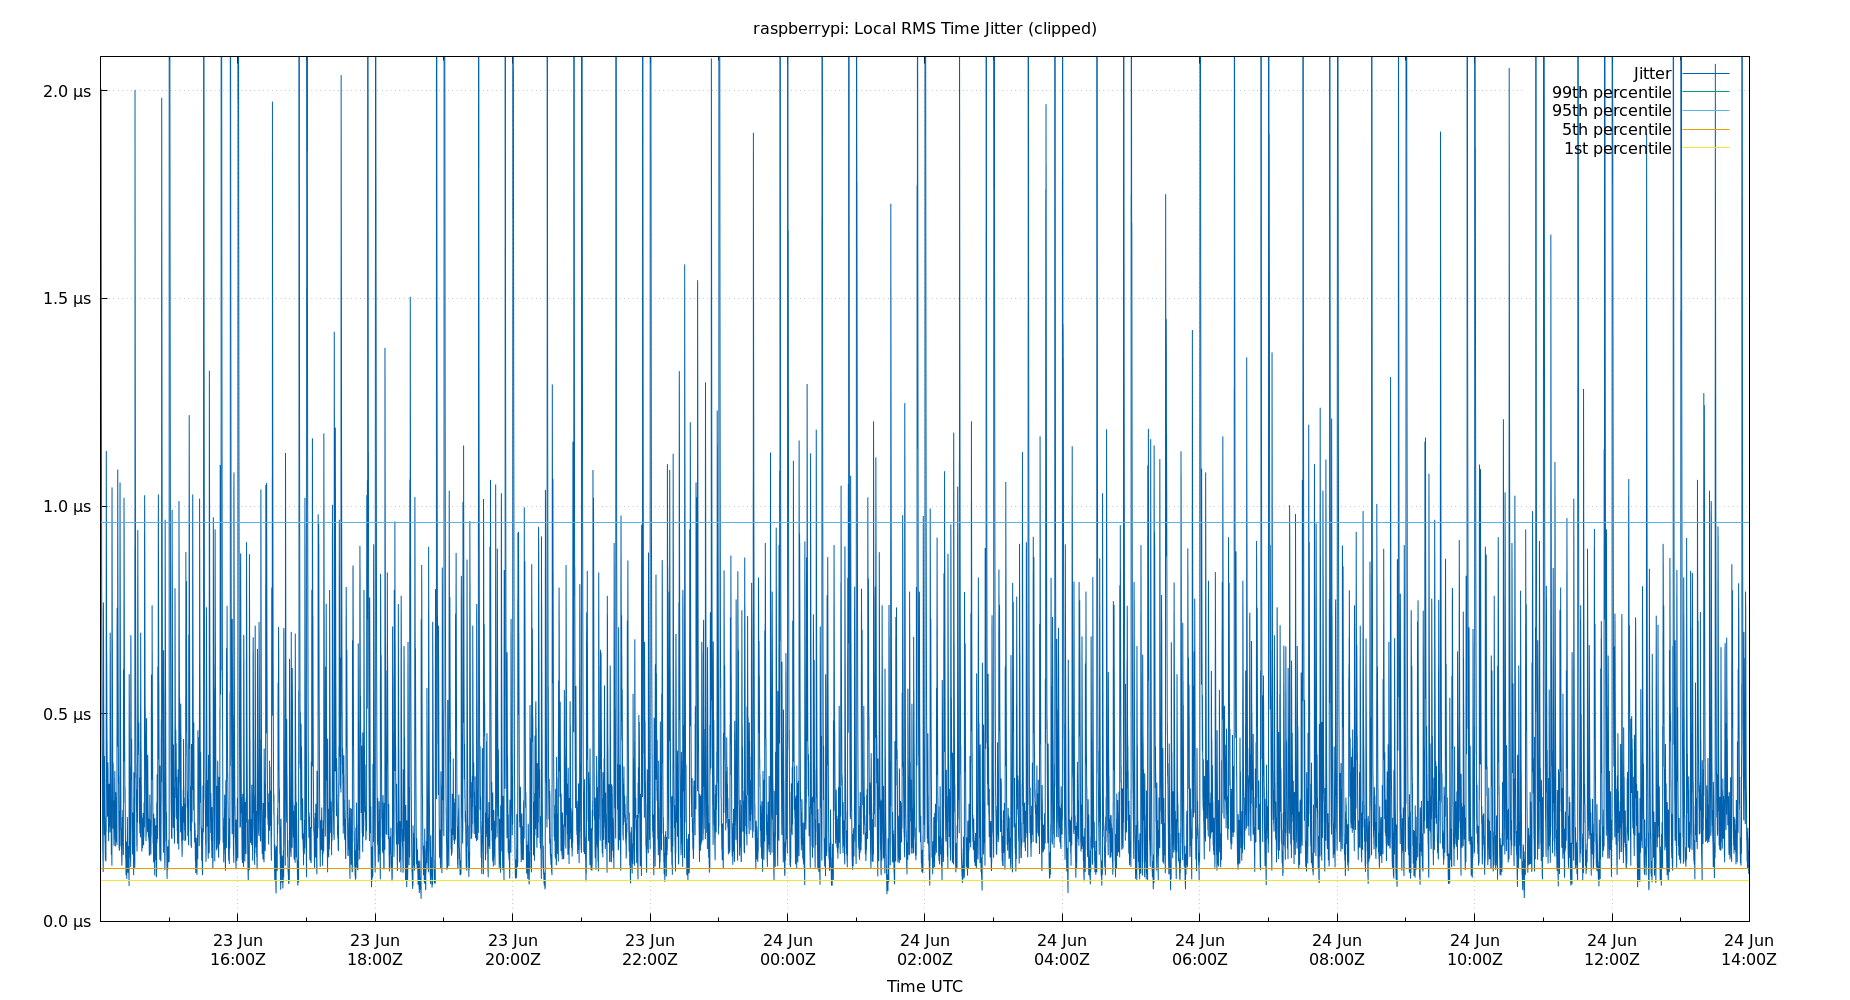 raspberrypi: Local RMS Time Jitter (clipped)
Jitter
99th percentile
95th percentile
5th percentile
1st percentile
2.0 µs
1.5 µs
1.0 µs
0.5 µs
0.0 µs
23 Jun 23 Jun 23 Jun 23 Jun 24 Jun 24 Jun 24 Jun 24 Jun 24 Jun 24 Jun 24 Jun 24 Jun
16:00Z 18:00Z 20:00Z 22:00Z 00:00Z 02:00Z 04:00Z 06:00Z 08:00Z 10:00Z 12:00Z 14:00Z
Time UTC